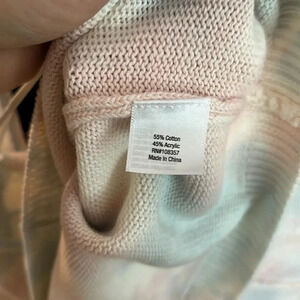 55% Cotton
45% Acrylic
RN#108357
Made In China